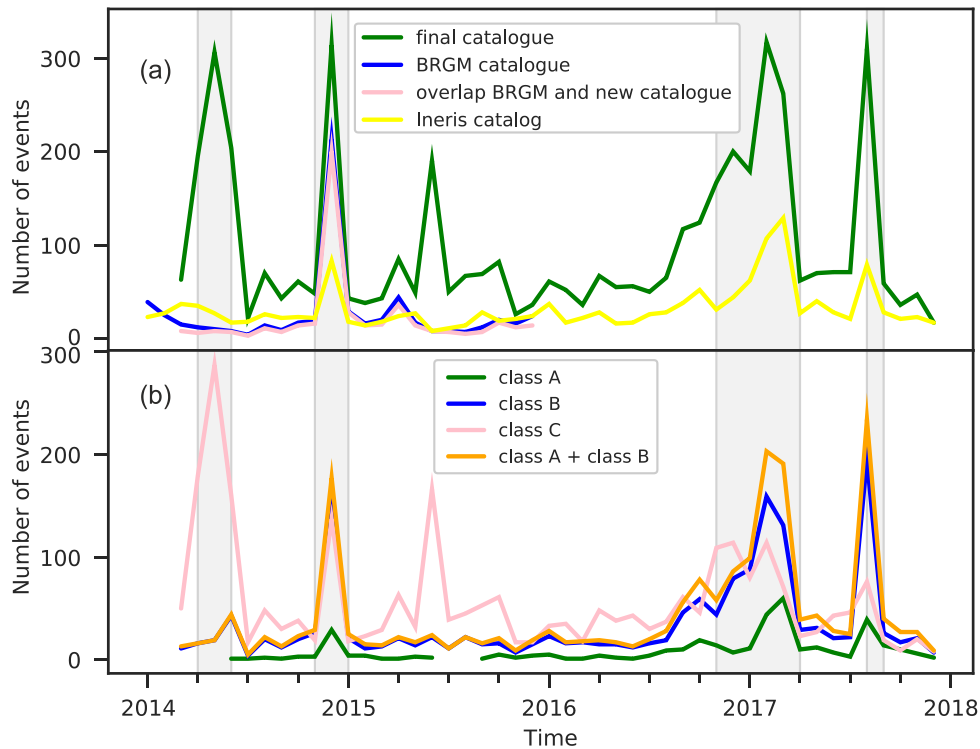 300
200
100
0
Number of events
(a)
final catalogue
BRGM catalogue
overlap BRGM and new catalogue
Ineris catalog
300
200
100
0
Number of events
(b)
class A
class B
class C
class A + class B
2014
2015
2016
2017
2018
Time